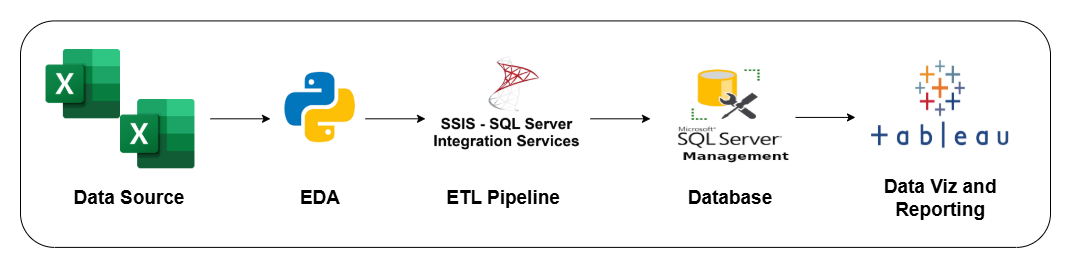 X
X
SSIS - SQL Server
Integration Services
Microsoft®
SQL Server
Management
+ableau
Data Source
EDA
ETL Pipeline
Database
Data Viz and
Reporting